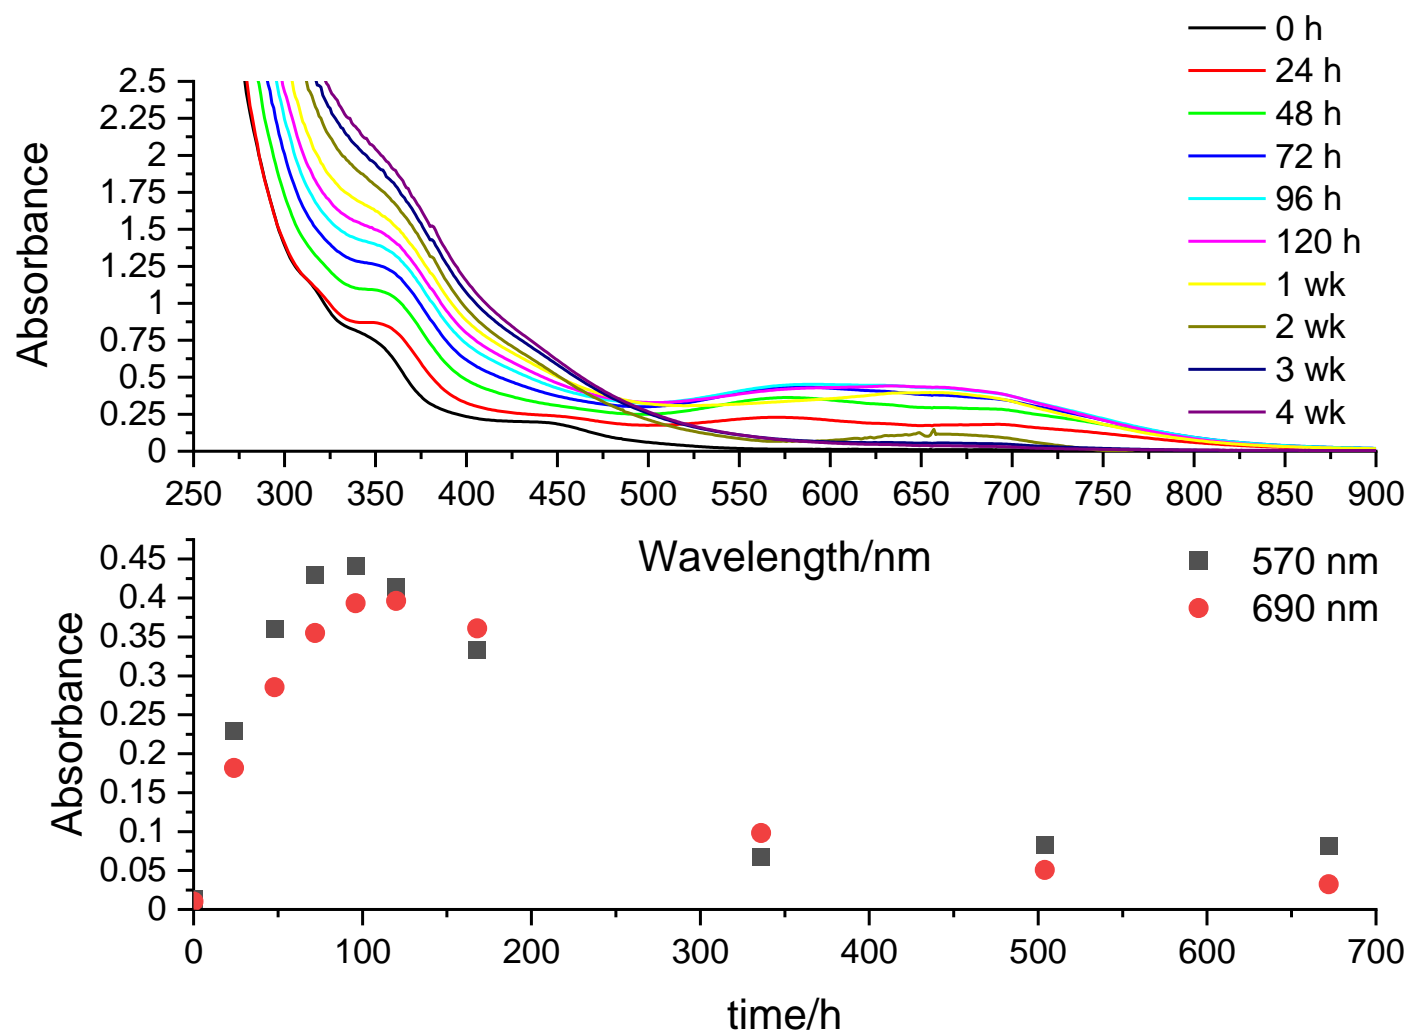 0 h
24 h
48 h
72 h
96 h
120 h
1 wk
2 wk
3 wk
4 wk
Absorbance
2.5
2.25
2
1.75
1.5
1.25
1
0.75
0.5
0.25
0
250 300 350 400 450 500 550 600 650 700 750 800 850 900
Wavelength/nm
570 nm
690 nm
Absorbance
0.45
0.4
0.35
0.3
0.25
0.2
0.15
0.1
0.05
0
0 100 200 300 400 500 600 700
time/h